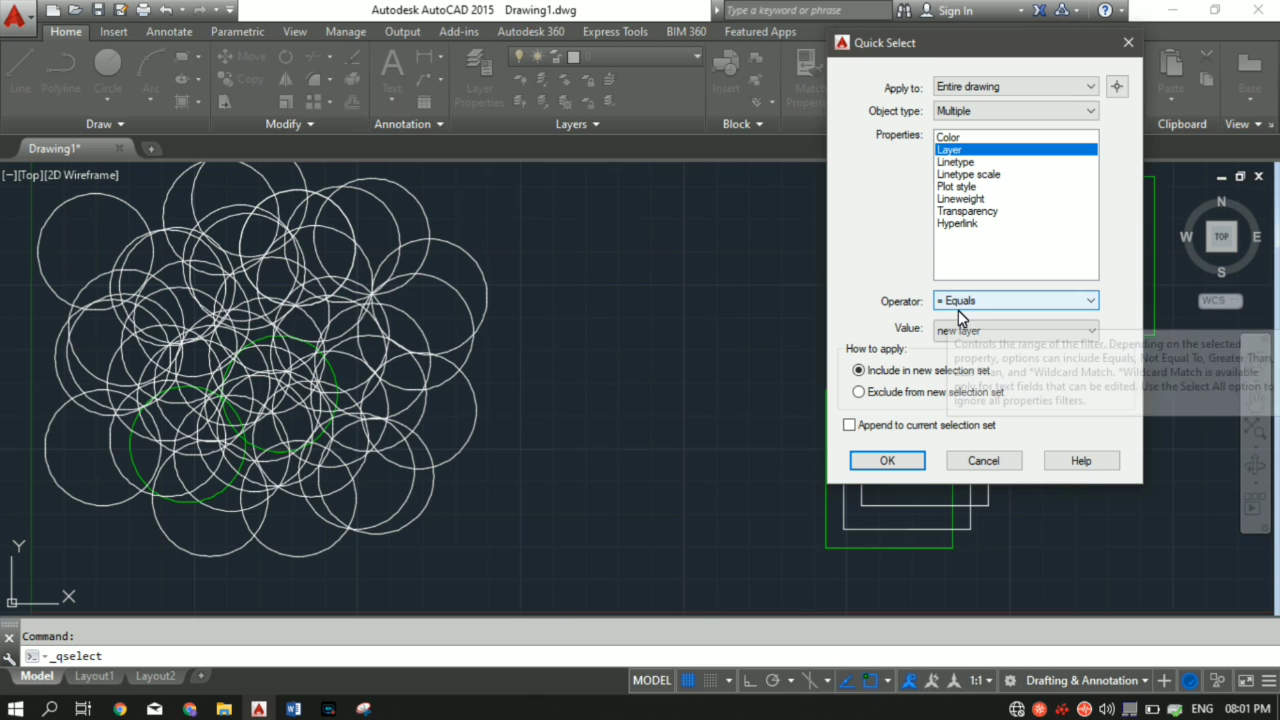 Autodesk AutoCAD 2015 Drawing1.dwg
Type a keyword or phrase
Sign In
Home Insert Annotate Parametric View Manage Output Add-ins Autodesk 360 Express Tools BIM 360 Featured Apps
Line Polyline Circle Arc
Move
Copy
Text
Layer Properties
0
Insert
Match
Paste
Base
Draw Modify Annotation Layers Block Clipboard View
Drawing1*
[−][Top][2D Wireframe]
Quick Select
Apply to: Entire drawing
Object type: Multiple
Properties: Color
Layer
Linetype
Linetype scale
Plot style
Lineweight
Transparency
Hyperlink
Operator: = Equals
Value: new layer
Controls the range of the filter. Depending on the selected
property, options can include Equals, Not Equal To, Greater Than,
Than, and *Wildcard Match. *Wildcard Match is available
only for text fields that can be edited. Use the Select All option to
ignore all properties filters.
How to apply:
Include in new selection set
Exclude from new selection set
Append to current selection set
OK Cancel Help
N
W TOP E
S
WCS
Y
X
Command:
_qselect
Model Layout1 Layout2 +
MODEL 1:1 Drafting & Annotation
ENG 08:01 PM